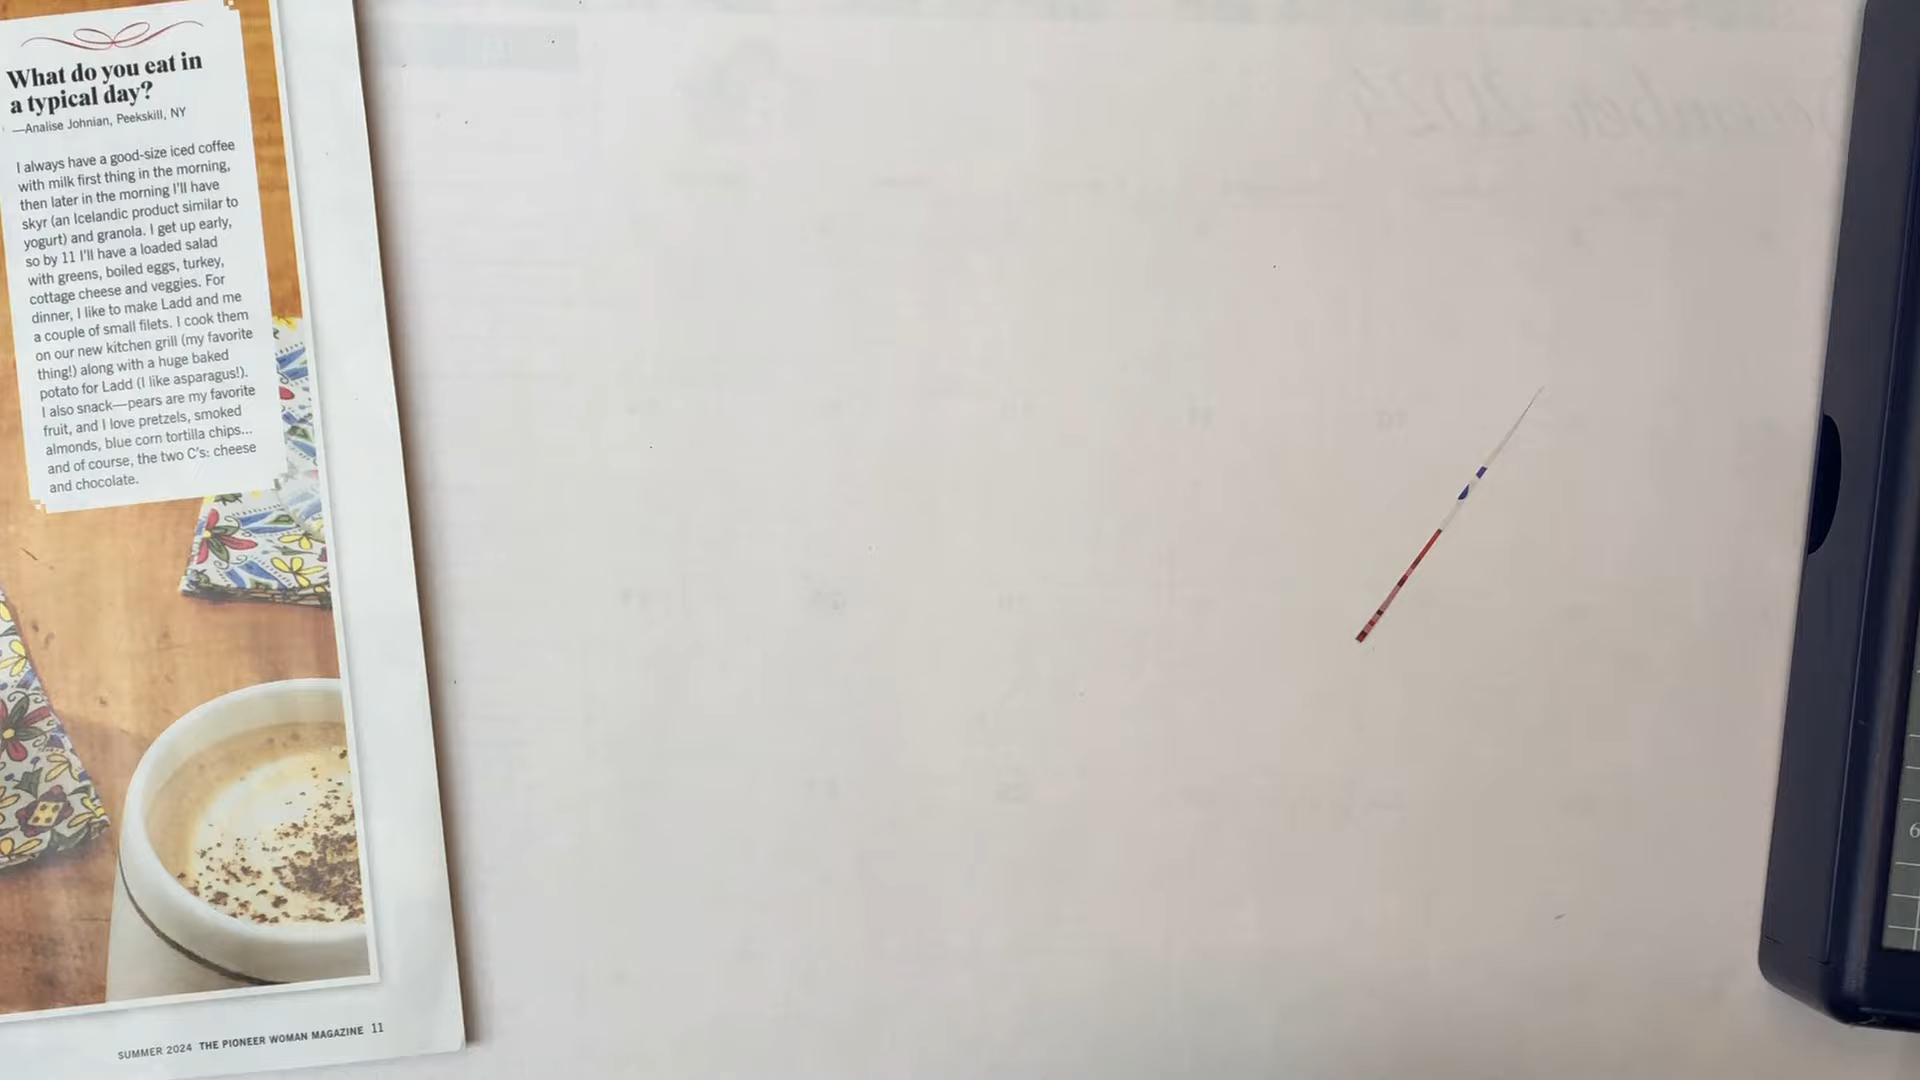 What do you eat in
a typical day?
—Analise Johnian, Peekskill, NY
I always have a good-size iced coffee
with milk first thing in the morning,
then later in the morning I'll have
skyr (an Icelandic product similar to
yogurt) and granola. I get up early,
so by 11 I'll have a loaded salad
with greens, boiled eggs, turkey,
cottage cheese and veggies. For
dinner, I like to make Ladd and me
a couple of small filets. I cook them
on our new kitchen grill (my favorite
thing!) along with a huge baked
potato for Ladd (I like asparagus!).
I also snack—pears are my favorite
fruit, and I love pretzels, smoked
almonds, blue corn tortilla chips...
and of course, the two C's: cheese
and chocolate.
SUMMER 2024 THE PIONEER WOMAN MAGAZINE 11
6